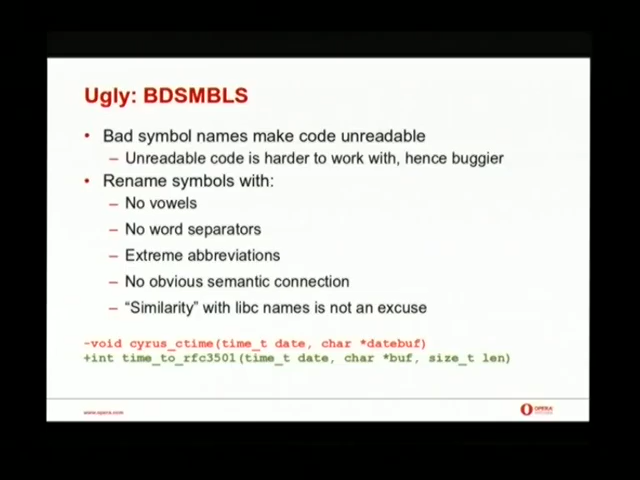 Ugly: BDSMBLS
• Bad symbol names make code unreadable
– Unreadable code is harder to work with, hence buggier
• Rename symbols with:
– No vowels
– No word separators
– Extreme abbreviations
– No obvious semantic connection
– “Similarity” with libc names is not an excuse
-void cyrus_ctime(time_t date, char *datebuf)
+int time_to_rfc3501(time_t date, char *buf, size_t len)
www.opera.com
OPERA